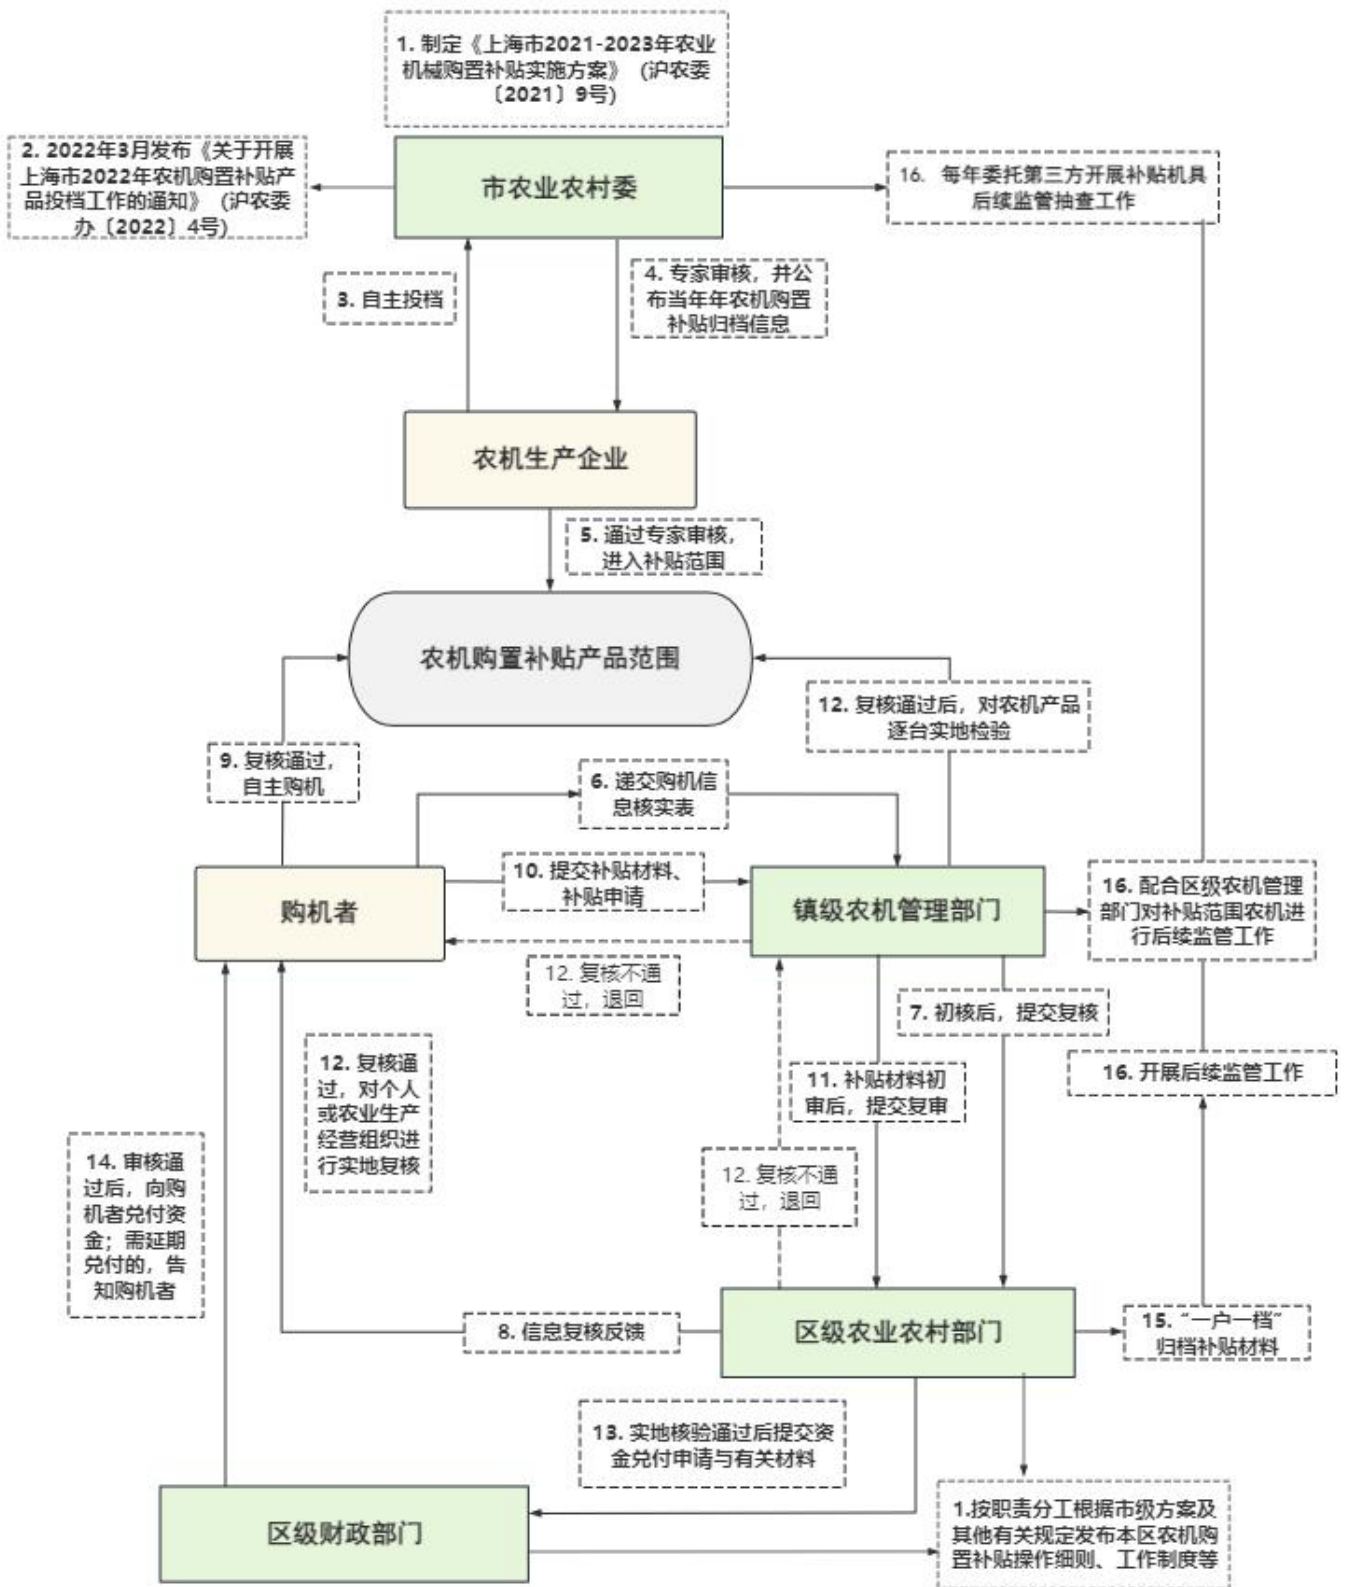 1. 制定《上海市2021-2023年农业
机械购置补贴实施方案》（沪农委
〔2021〕9号）
2. 2022年3月发布《关于开展
上海市2022年农机购置补贴产
品投档工作的通知》（沪农委
办〔2022〕4号）
市农业农村委
16. 每年委托第三方开展补贴机具
后续监管抽查工作
3. 自主投档
4. 专家审核，并公
布当年年农机购置
补贴归档信息
农机生产企业
5. 通过专家审核，
进入补贴范围
农机购置补贴产品范围
12. 复核通过后，对农机产品
逐台实地检验
9. 复核通过，
自主购机
6. 递交购机信
息核实表
10. 提交补贴材料、
补贴申请
购机者
镇级农机管理部门
16. 配合区级农机管理
部门对补贴范围农机进
行后续监管工作
12. 复核不通
过，退回
7. 初核后，提交复核
12. 复核通
过，对个人
或农业生产
经营组织进
行实地复核
11. 补贴材料初
审后，提交复审
16. 开展后续监管工作
14. 审核通
过后，向购
机者兑付资
金；需延期
兑付的，告
知购机者
12. 复核不通
过，退回
8. 信息复核反馈
区级农业农村部门
15. “一户一档”
归档补贴材料
13. 实地核验通过后提交资
金兑付申请与有关材料
区级财政部门
1.按职责分工根据市级方案及
其他有关规定发布本区农机购
置补贴操作细则、工作制度等